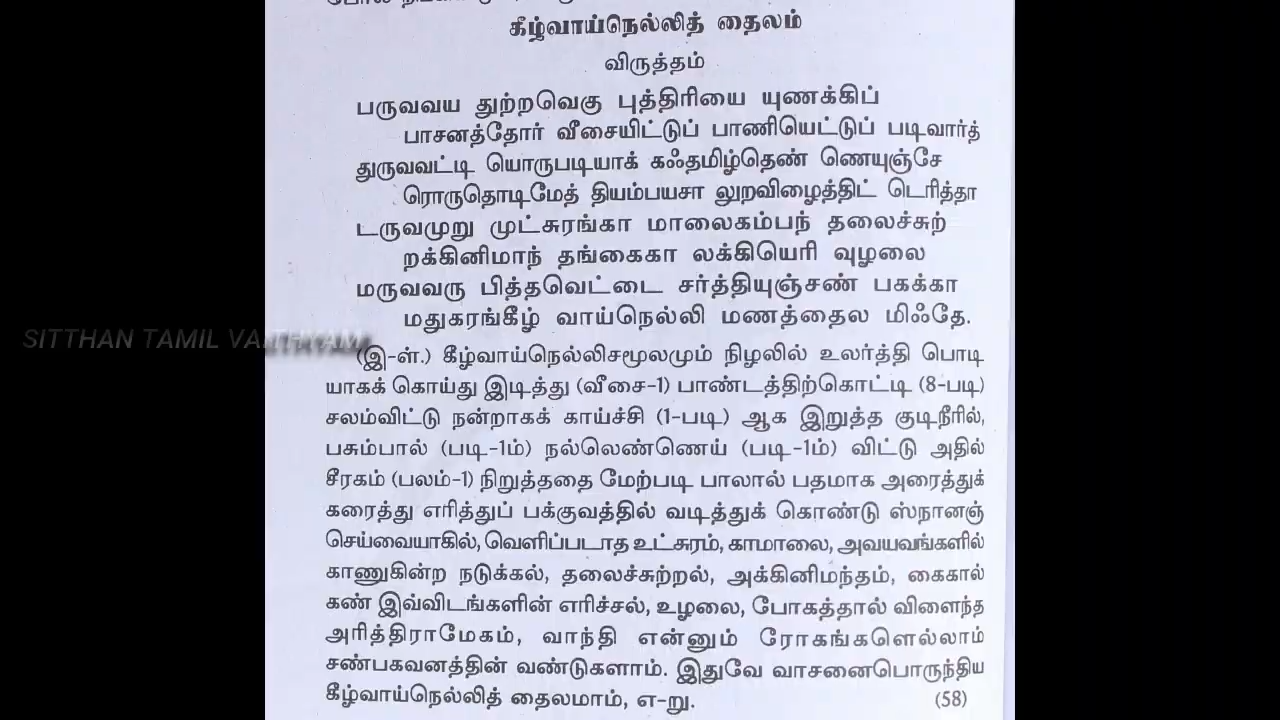 கீழ்வாய்நெல்லித் தைலம்
விருத்தம்
பருவவய துற்றவெகு புத்திரியை யுணக்கிப்
பாசனத்தோர் வீசையிட்டுப் பாணியெட்டுப் படிவார்த்
துருவவட்டி யொருபடியாக் கஃதமிழ்தெண் ணெயுஞ்சே
ரொருதொடிமேத் தியம்பயசா லுறவிழைத்திட் டெரித்தா
டருவமுறு முட்சுரங்கா மாலைகம்பந் தலைச்சுற்
றக்கினிமாந் தங்கைகா லக்கியெரி வுழலை
மருவவரு பித்தவெட்டை சர்த்தியுஞ்சண் பகக்கா
மதுகரங்கீழ் வாய்நெல்லி மணத்தைல மிஃதே.
SITTHAN TAMIL VAITHYAM
(இ-ள்.) கீழ்வாய்நெல்லிசமூலமும் நிழலில் உலர்த்தி பொடி
யாகக் கொய்து இடித்து (வீசை-1) பாண்டத்திற்கொட்டி (8-படி)
சலம்விட்டு நன்றாகக் காய்ச்சி (1-படி) ஆக இறுத்த குடிநீரில்,
பசும்பால் (படி-1ம்) நல்லெண்ணெய் (படி-1ம்) விட்டு அதில்
சீரகம் (பலம்-1) நிறுத்ததை மேற்படி பாலால் பதமாக அரைத்துக்
கரைத்து எரித்துப் பக்குவத்தில் வடித்துக் கொண்டு ஸ்நானஞ்
செய்வையாகில், வெளிப்படாத உட்சுரம், காமாலை, அவயவங்களில்
காணுகின்ற நடுக்கல், தலைச்சுற்றல், அக்கினிமந்தம், கைகால்
கண் இவ்விடங்களின் எரிச்சல், உழலை, போகத்தால் விளைந்த
அரித்திராமேகம், வாந்தி என்னும் ரோகங்களெல்லாம்
சண்பகவனத்தின் வண்டுகளாம். இதுவே வாசனைபொருந்திய
கீழ்வாய்நெல்லித் தைலமாம், எ-று. (58)